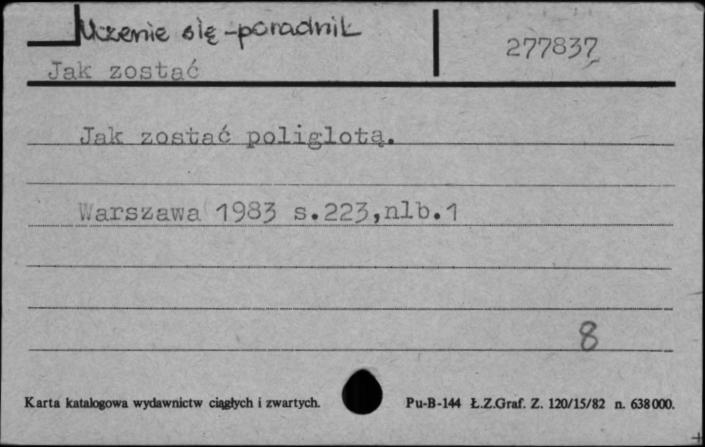 Uczenie się-poradnik
277837
Jak zostać
Jak zostać poliglotą.
Warszawa 1983 s.223,nlb.1
8
Karta katalogowa wydawnictw ciągłych i zwartych.
Pu-B-144 Ł.Z.Graf. Z. 120/15/82 n. 638000.